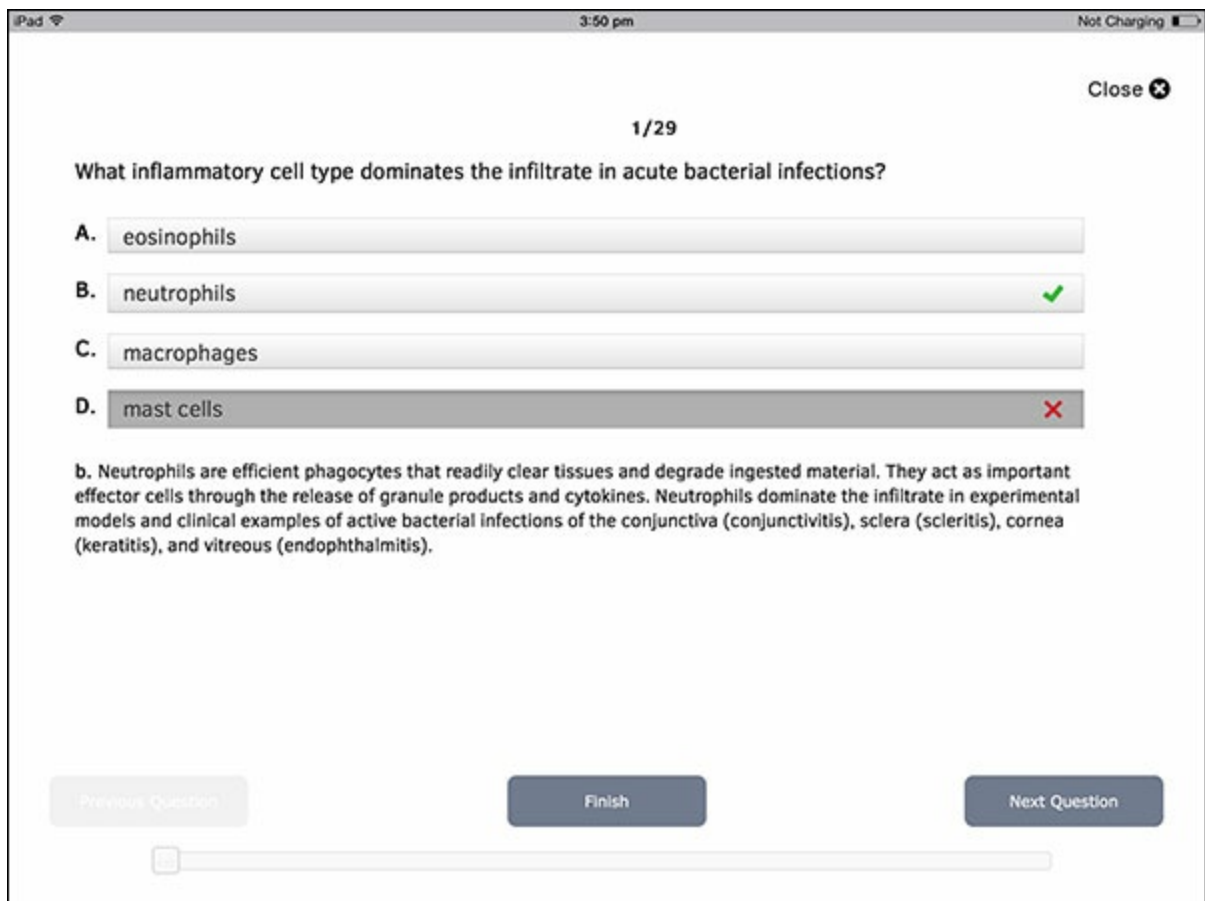 iPad 3:50 pm Not Charging
Close
1/29
What inflammatory cell type dominates the infiltrate in acute bacterial infections?
A. eosinophils
B. neutrophils
C. macrophages
D. mast cells
b. Neutrophils are efficient phagocytes that readily clear tissues and degrade ingested material. They act as important
effector cells through the release of granule products and cytokines. Neutrophils dominate the infiltrate in experimental
models and clinical examples of active bacterial infections of the conjunctiva (conjunctivitis), sclera (scleritis), cornea
(keratitis), and vitreous (endophthalmitis).
Previous Question Finish Next Question